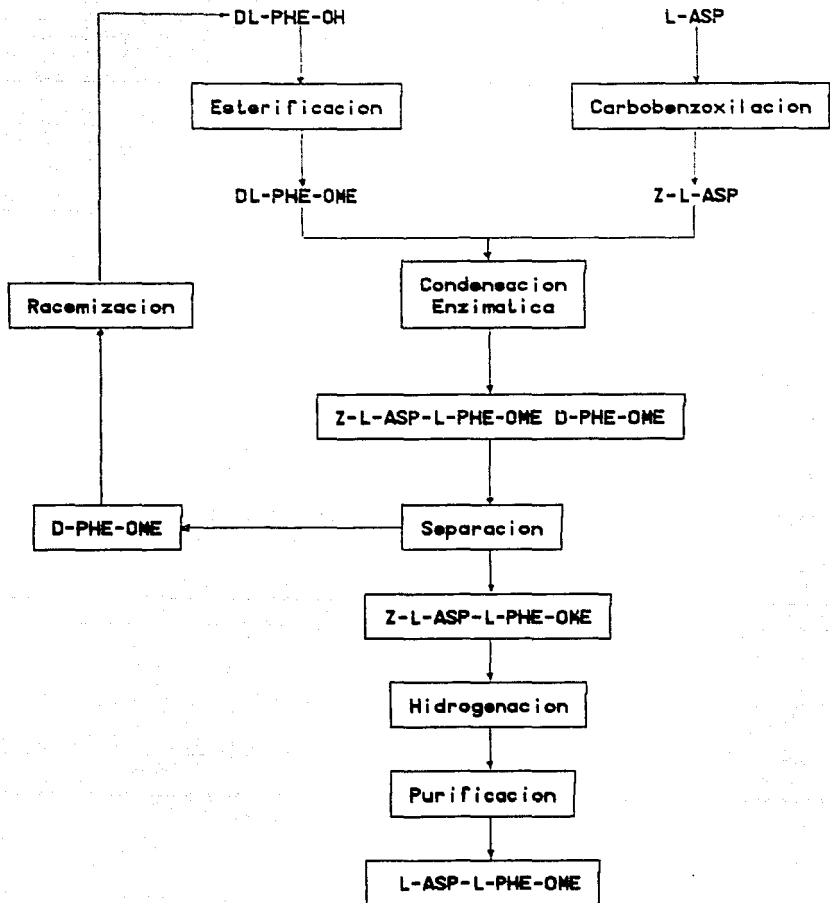 DL-PHE-OH
L-ASP
Esterificacion
Carbobenzoxilacion
DL-PHE-OME
Z-L-ASP
Racemizacion
Condensacion
Enzimatica
Z-L-ASP-L-PHE-OME D-PHE-OME
D-PHE-OME
Separacion
Z-L-ASP-L-PHE-OME
Hidrogenacion
Purificacion
L-ASP-L-PHE-OME